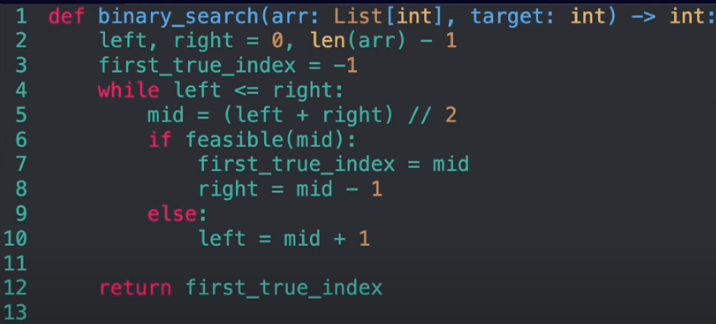 1 def binary_search(arr: List[int], target: int) -> int:
2     left, right = 0, len(arr) - 1
3     first_true_index = -1
4     while left <= right:
5         mid = (left + right) // 2
6         if feasible(mid):
7             first_true_index = mid
8             right = mid - 1
9         else:
10             left = mid + 1
11
12     return first_true_index
13